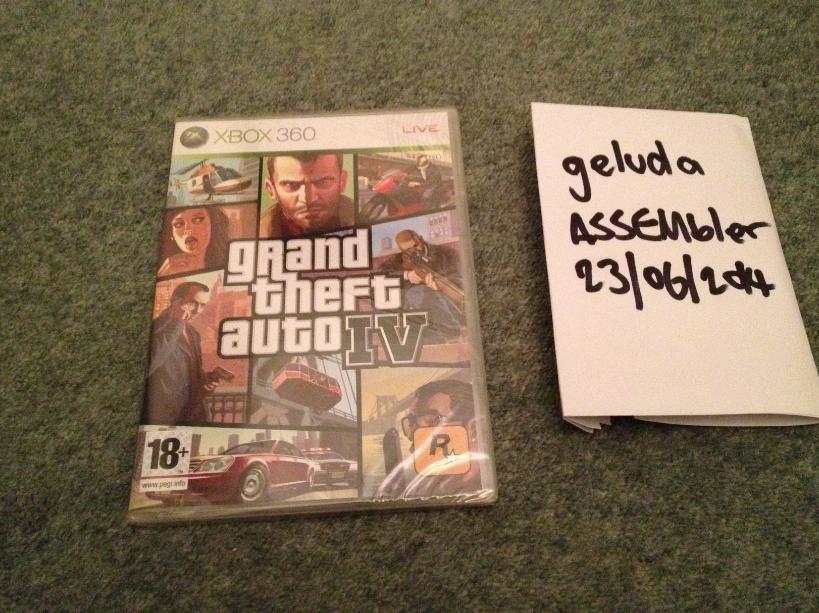 XBOX 360
LIVE
grand
theft
auto IV
18+
www.pegi.info
R
geluda
ASSEMbler
23/06/2014